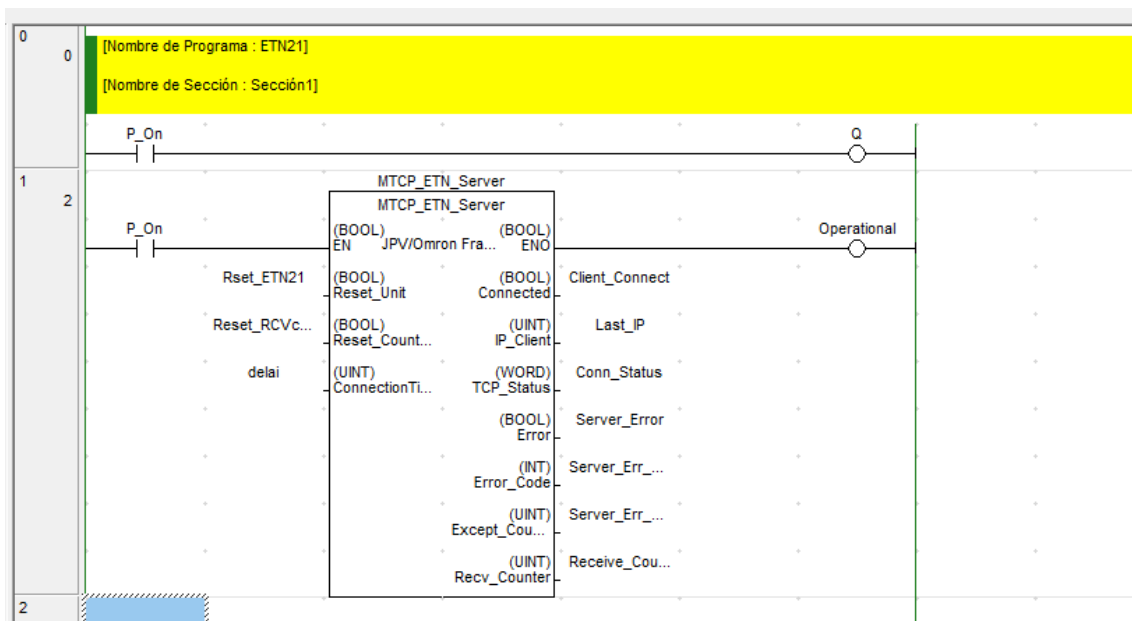 0
0
[Nombre de Programa : ETN21]
[Nombre de Sección : Sección1]
P_On
Q
1
2
MTCP_ETN_Server
MTCP_ETN_Server
P_On
(BOOL)
(BOOL)
Operational
EN
JPV/Omron Fra...
ENO
Rset_ETN21
(BOOL)
(BOOL)
Client_Connect
Reset_Unit
Connected
Reset_RCVc...
(BOOL)
(UINT)
Last_IP
Reset_Count...
IP_Client
delai
(UINT)
(WORD)
Conn_Status
ConnectionTi...
TCP_Status
(BOOL)
Server_Error
Error
(INT)
Server_Err_...
Error_Code
(UINT)
Server_Err_...
Except_Cou...
(UINT)
Receive_Cou...
Recv_Counter
2